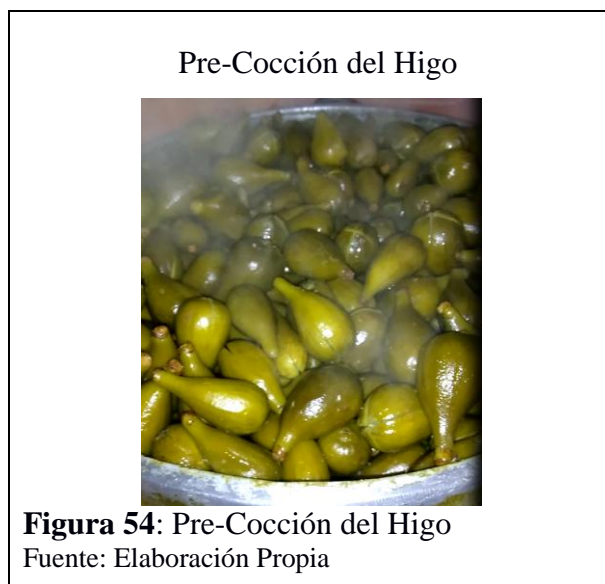 Pre-Cocción del Higo
Figura 54: Pre-Cocción del Higo
Fuente: Elaboración Propia